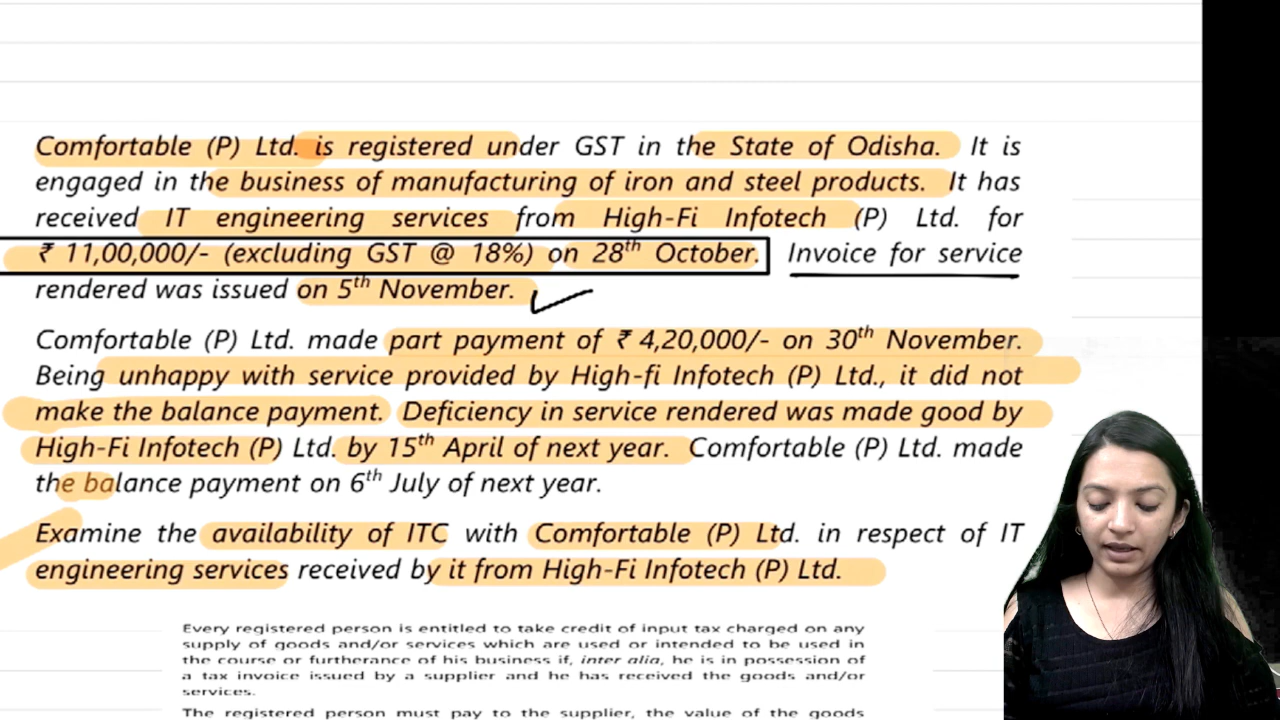 Comfortable (P) Ltd. is registered under GST in the State of Odisha. It is
engaged in the business of manufacturing of iron and steel products. It has
received IT engineering services from High-Fi Infotech (P) Ltd. for
₹ 11,00,000/- (excluding GST @ 18%) on 28th October. Invoice for service
rendered was issued on 5th November.
Comfortable (P) Ltd. made part payment of ₹ 4,20,000/- on 30th November.
Being unhappy with service provided by High-fi Infotech (P) Ltd., it did not
make the balance payment. Deficiency in service rendered was made good by
High-Fi Infotech (P) Ltd. by 15th April of next year. Comfortable (P) Ltd. made
the balance payment on 6th July of next year.
Examine the availability of ITC with Comfortable (P) Ltd. in respect of IT
engineering services received by it from High-Fi Infotech (P) Ltd.
Every registered person is entitled to take credit of input tax charged on any
supply of goods and/or services which are used or intended to be used in
the course or furtherance of his business if, inter alia, he is in possession of
a tax invoice issued by a supplier and he has received the goods and/or
services.
The registered person must pay to the supplier, the value of the goods